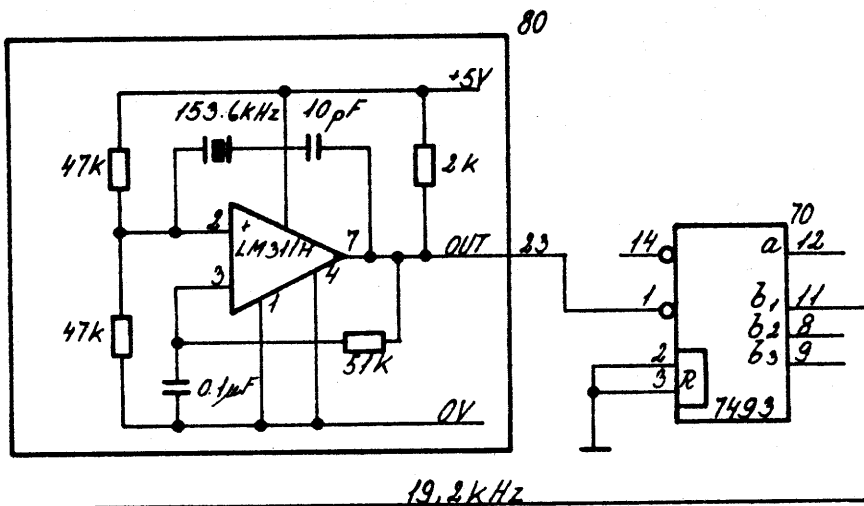 80
+5V
153.6kHz
10pF
47k
2k
2
+
LM311H
7
OUT
23
4
3
1
47k
51k
0.1µF
0V
70
14
a
12
1
b1
11
b2
8
b3
9
2
3
R
7493
19,2kHz